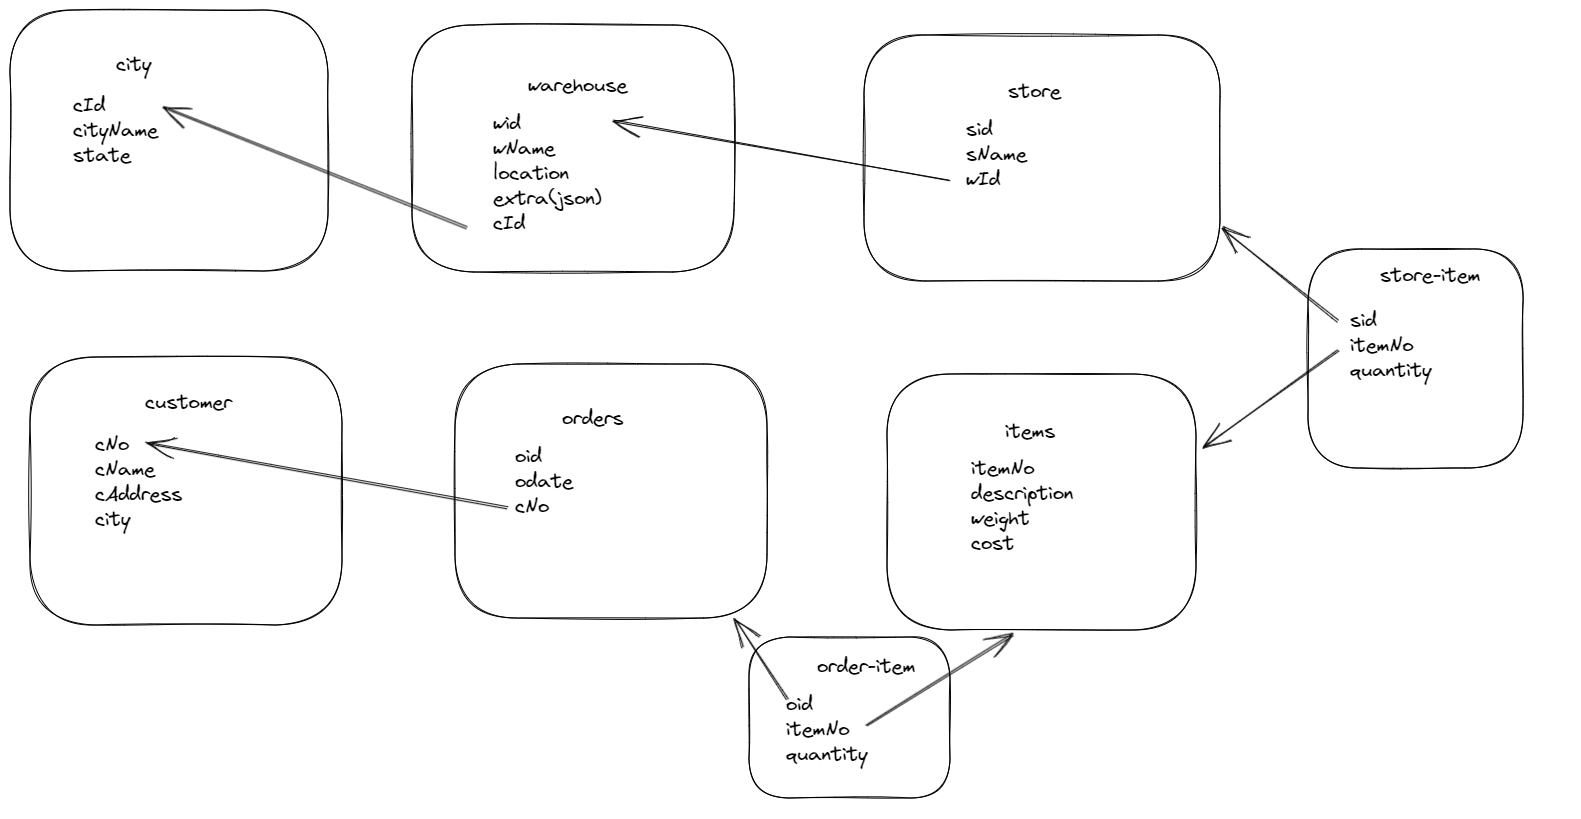 city
cId
cityName
state
warehouse
wid
wName
location
extra(json)
cId
store
sid
sName
wId
store-item
sid
itemNo
quantity
customer
cNo
cName
cAddress
city
orders
oid
odate
cNo
items
itemNo
description
weight
cost
order-item
oid
itemNo
quantity